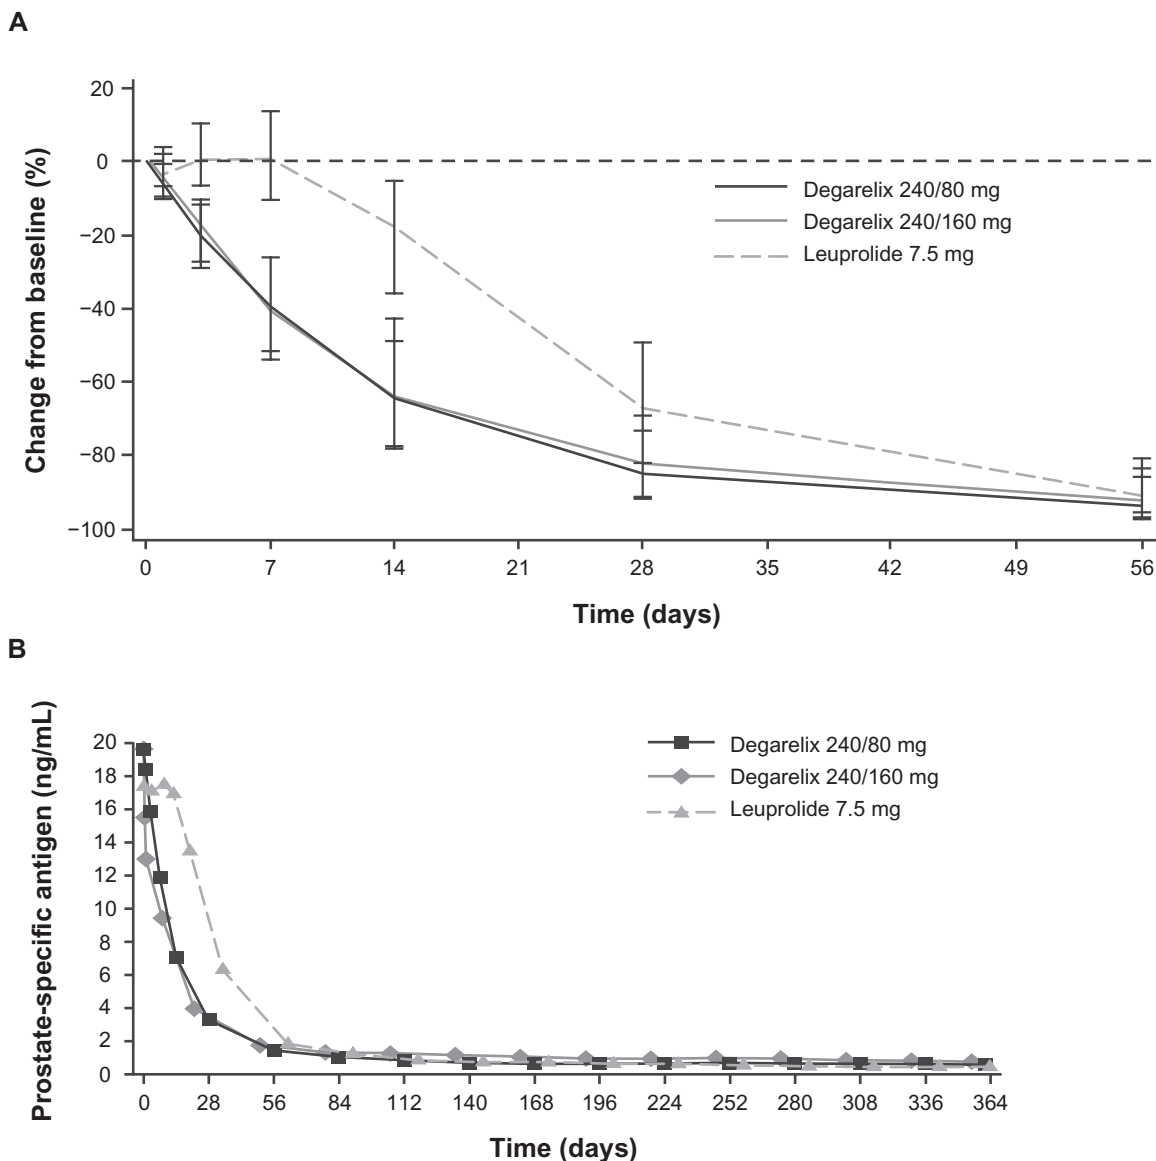 A
Change from baseline (%)
20
0
−20
−40
−60
−80
−100
Degarelix 240/80 mg
Degarelix 240/160 mg
Leuprolide 7.5 mg
0 7 14 21 28 35 42 49 56
Time (days)
B
Prostate-specific antigen (ng/mL)
20
18
16
14
12
10
8
6
4
2
0
Degarelix 240/80 mg
Degarelix 240/160 mg
Leuprolide 7.5 mg
0 28 56 84 112 140 168 196 224 252 280 308 336 364
Time (days)